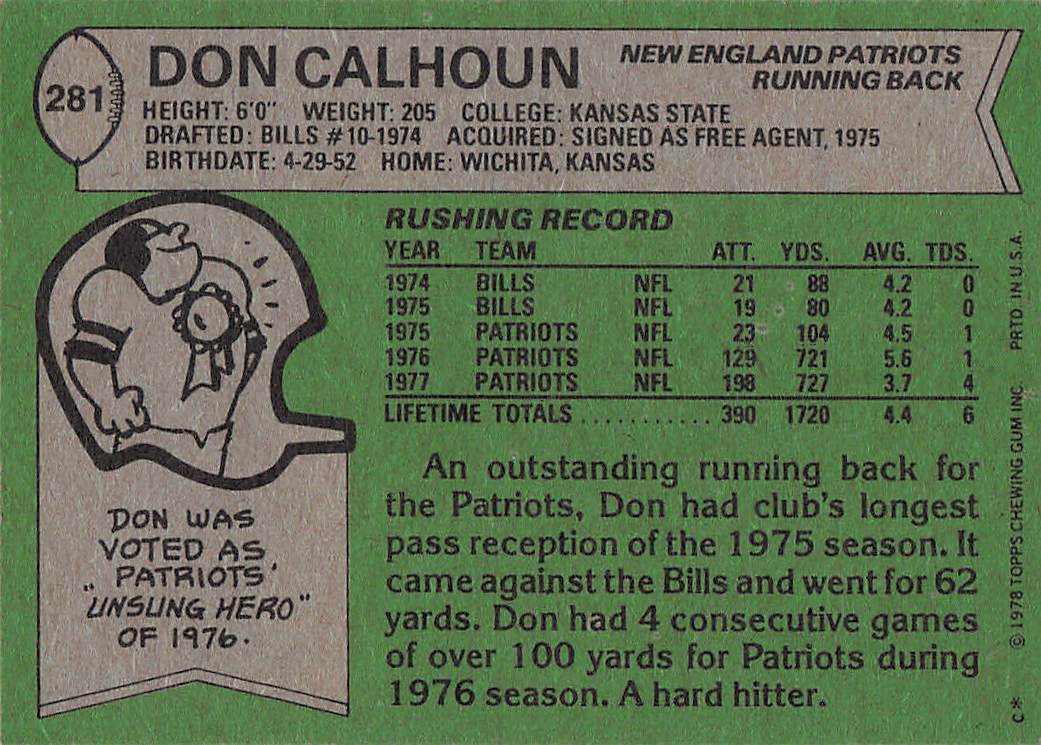 281
DON CALHOUN
NEW ENGLAND PATRIOTS
RUNNING BACK
HEIGHT: 6'0" WEIGHT: 205 COLLEGE: KANSAS STATE
DRAFTED: BILLS #10-1974 ACQUIRED: SIGNED AS FREE AGENT, 1975
BIRTHDATE: 4-29-52 HOME: WICHITA, KANSAS
RUSHING RECORD
YEAR TEAM ATT. YDS. AVG. TDS.
1974 BILLS NFL 21 88 4.2 0
1975 BILLS NFL 19 80 4.2 0
1975 PATRIOTS NFL 23 104 4.5 1
1976 PATRIOTS NFL 129 721 5.6 1
1977 PATRIOTS NFL 198 727 3.7 4
LIFETIME TOTALS ........... 390 1720 4.4 6
An outstanding running back for
the Patriots, Don had club's longest
pass reception of the 1975 season. It
came against the Bills and went for 62
yards. Don had 4 consecutive games
of over 100 yards for Patriots during
1976 season. A hard hitter.
DON WAS
VOTED AS
PATRIOTS'
"UNSUNG HERO"
OF 1976.
C* © 1978 TOPPS CHEWING GUM INC. PRTD. IN U.S.A.